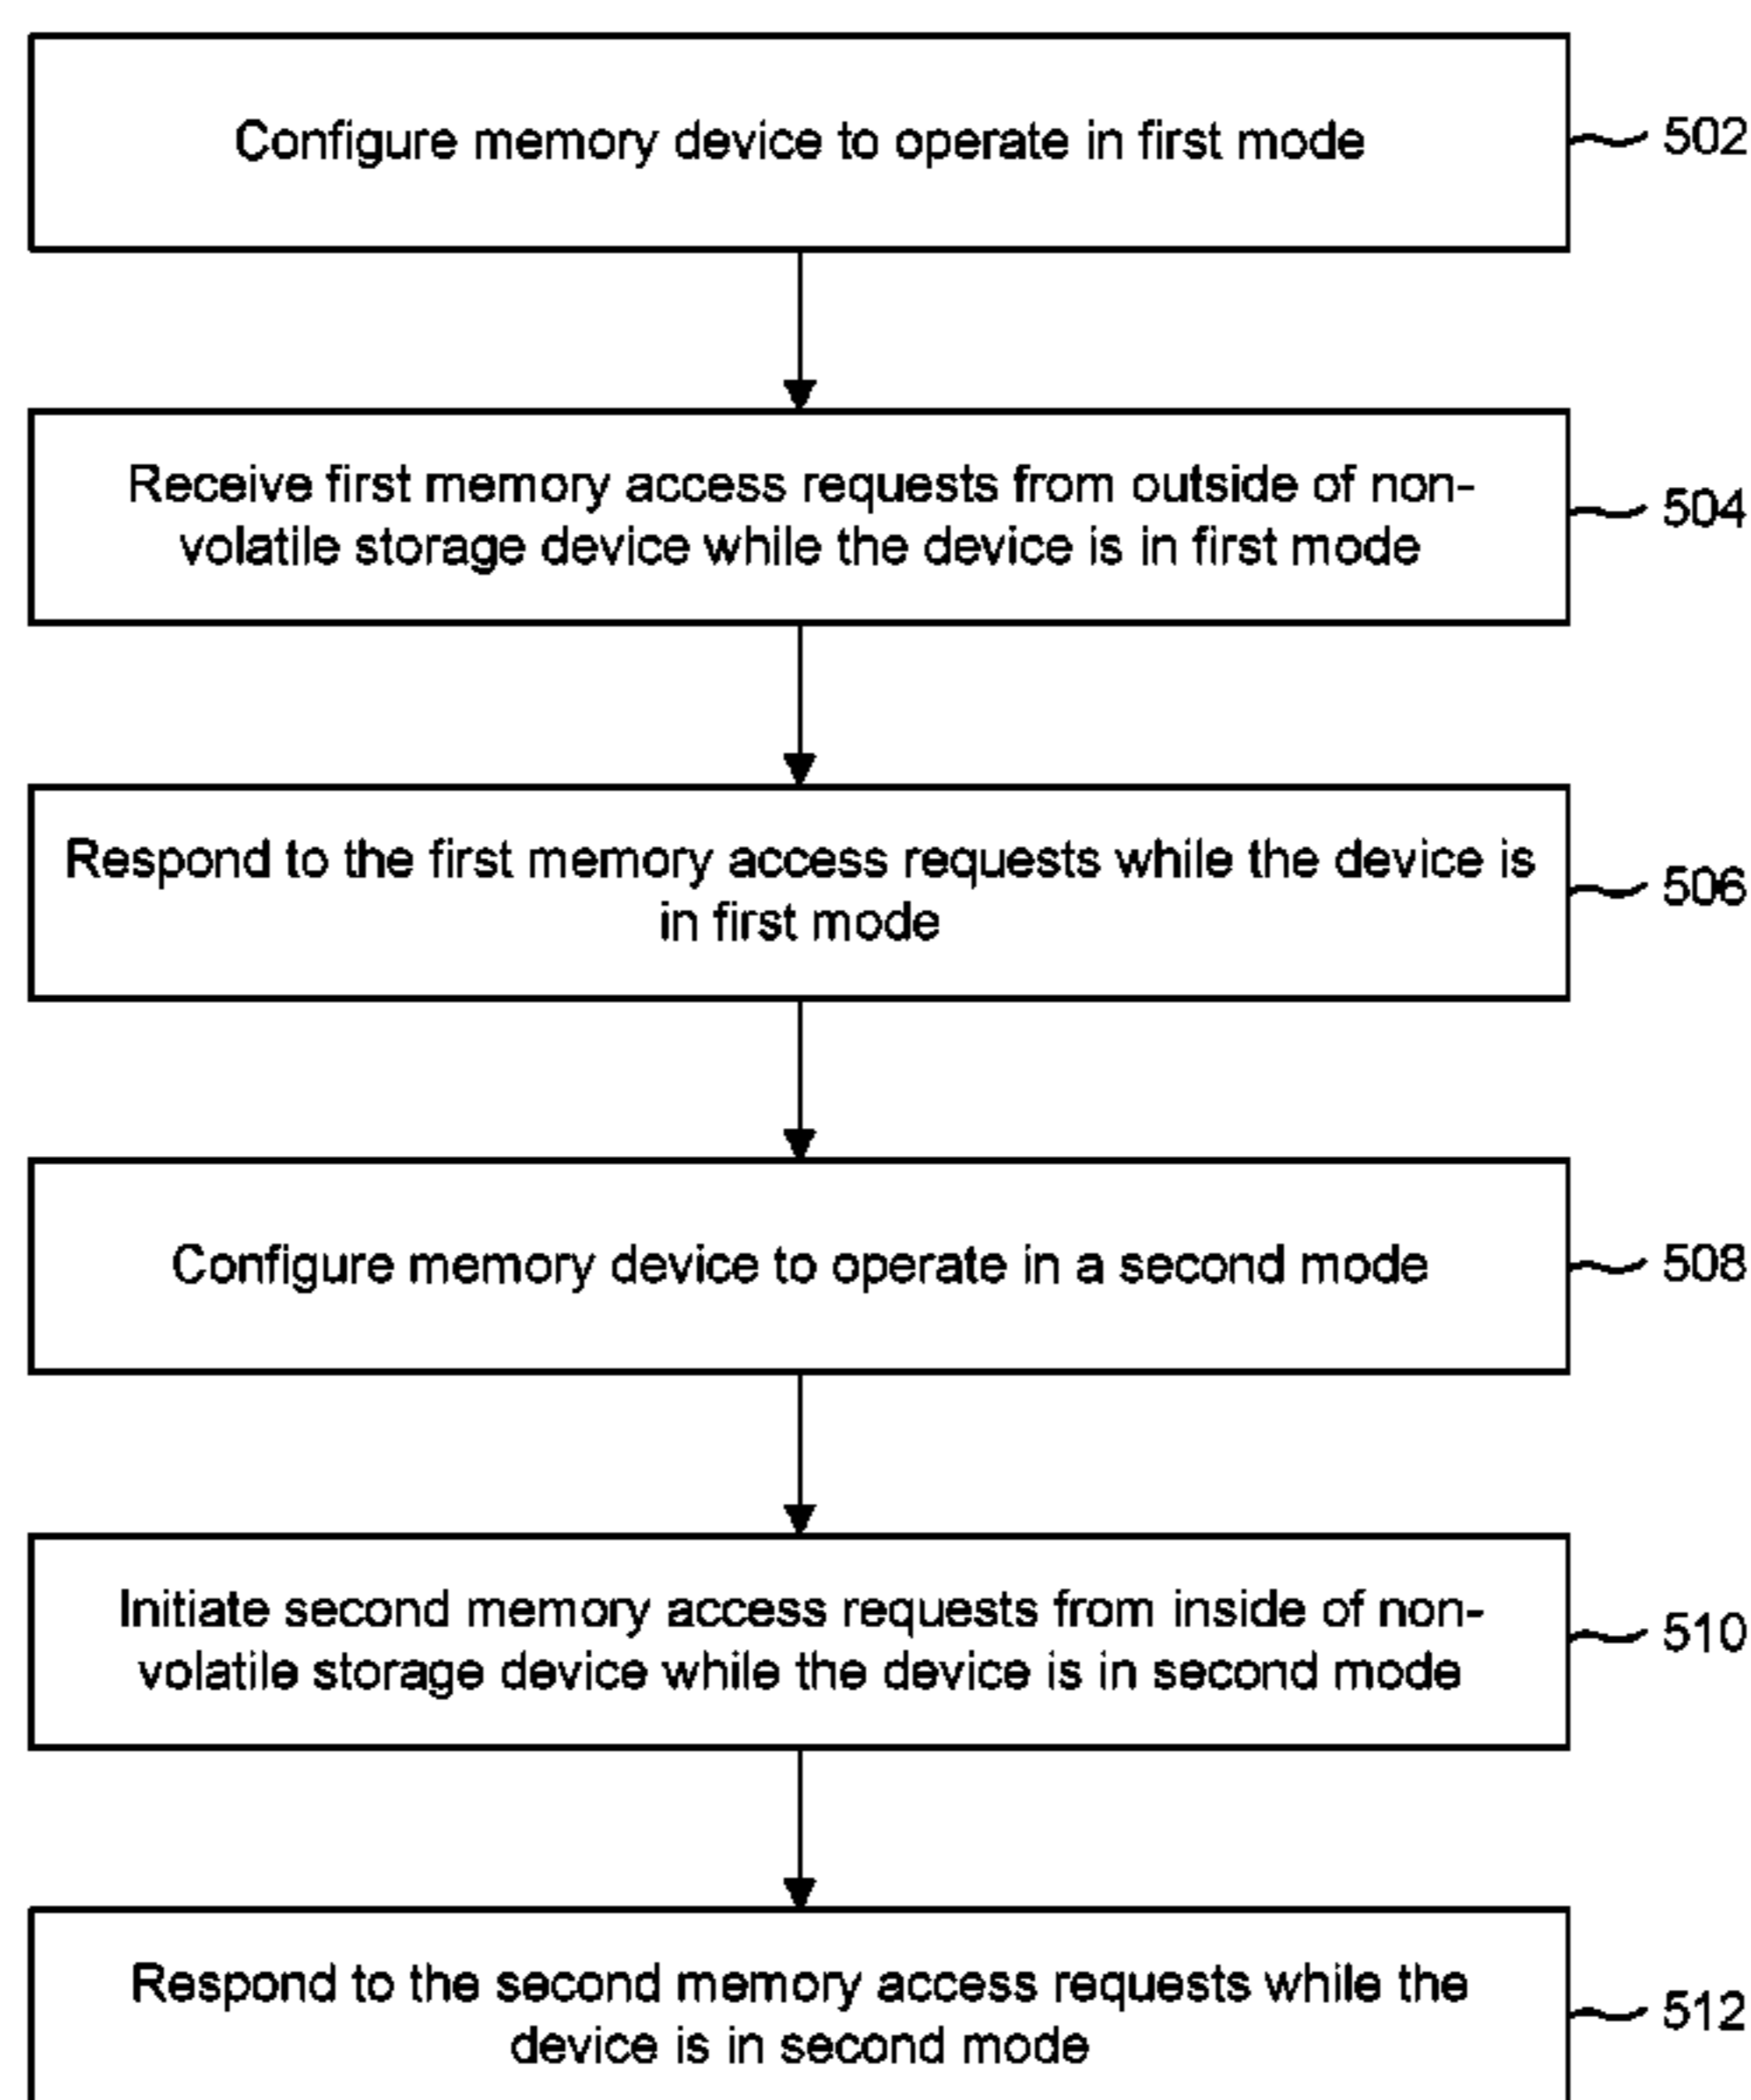 Configure memory device to operate in first mode
502
Receive first memory access requests from outside of non-
volatile storage device while the device is in first mode
504
Respond to the first memory access requests while the device is
in first mode
506
Configure memory device to operate in a second mode
508
Initiate second memory access requests from inside of non-
volatile storage device while the device is in second mode
510
Respond to the second memory access requests while the
device is in second mode
512